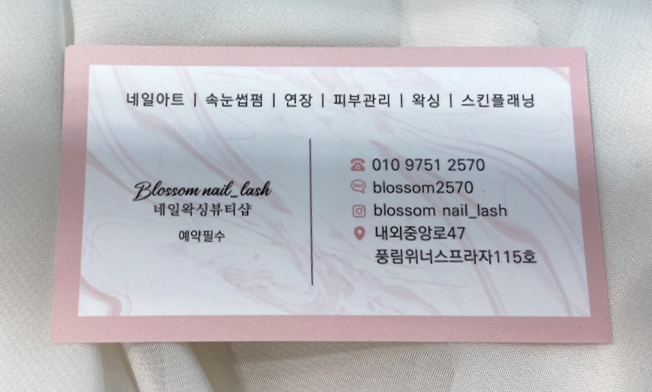 네일아트 | 속눈썹펌 | 연장 | 피부관리 | 왁싱 | 스킨플래닝
Blossom nail_lash
네일왁싱뷰티샵
예약필수
010 9751 2570
blossom2570
blossom nail_lash
내외중앙로47
풍림위너스프라자115호